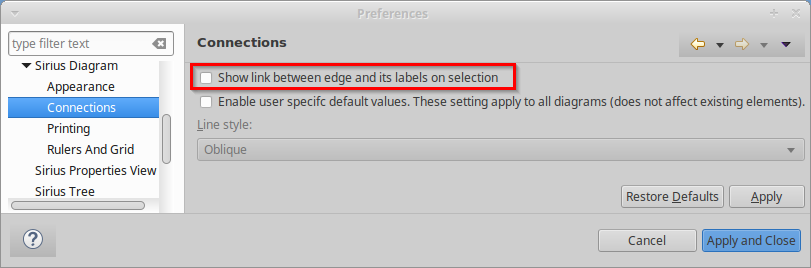 Preferences
type filter text
Sirius Diagram
Appearance
Connections
Printing
Rulers And Grid
Sirius Properties View
Sirius Tree
Connections
Show link between edge and its labels on selection
Enable user specifc default values. These setting apply to all diagrams (does not affect existing elements).
Line style:
Oblique
Restore Defaults
Apply
?
Cancel
Apply and Close